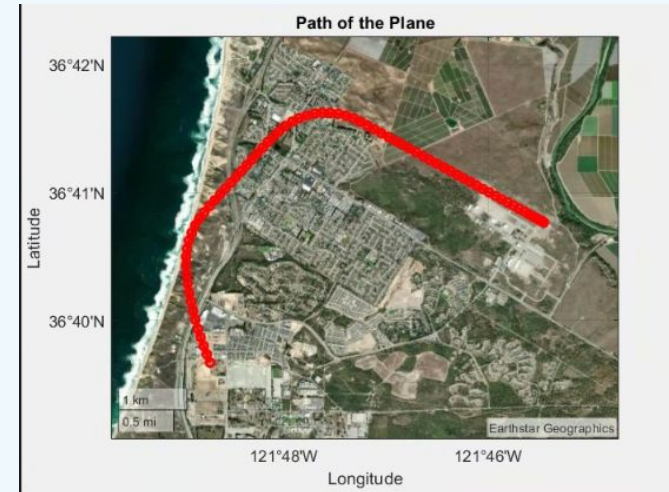 Path of the Plane
36°42'N
36°41'N
36°40'N
Latitude
1 km
0.5 mi
Earthstar Geographics
121°48'W
121°46'W
Longitude